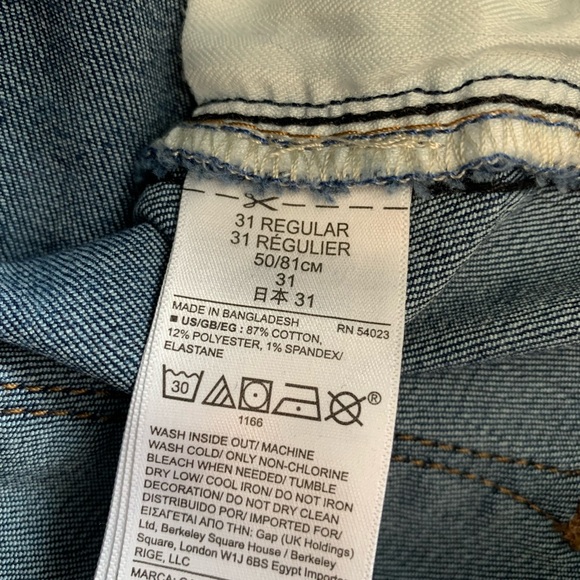 31 REGULAR
31 RÉGULIER
50/81CM
31
日本 31
MADE IN BANGLADESH RN 54023
■ US/GB/EG : 87% COTTON,
12% POLYESTER, 1% SPANDEX/
ELASTANE
30
®
1166
WASH INSIDE OUT/ MACHINE
WASH COLD/ ONLY NON-CHLORINE
BLEACH WHEN NEEDED/ TUMBLE
DRY LOW/ COOL IRON/ DO NOT IRON
DECORATION/ DO NOT DRY CLEAN
DISTRIBUIDO POR/ IMPORTED FOR/
ΕΙΣΑΓΕΤΑΙ ΑΠΟ ΤΗΝ: Gap (UK Holdings)
Ltd, Berkeley Square House / Berkeley
Square, London W1J 6BS Egypt Importe
RIGE, LLC
MARCA: